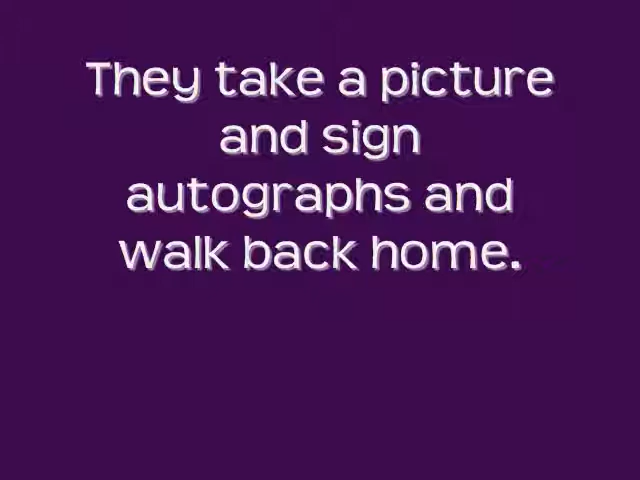 They take a picture
and sign
autographs and
walk back home.